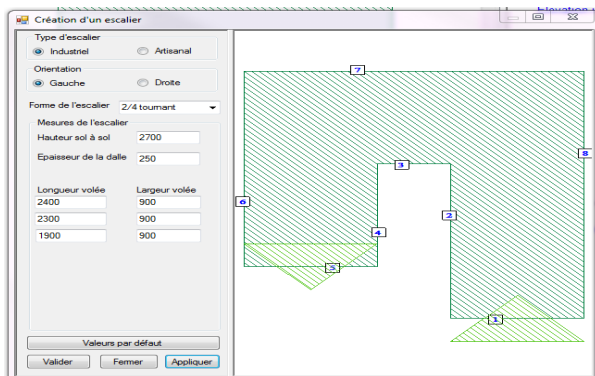 Création d'un escalier
Elevation
Type d'escalier
Industriel
Artisanal
Orientation
Gauche
Droite
Forme de l'escalier
2/4 tournant
Mesures de l'escalier
Hauteur sol à sol
2700
Epaisseur de la dalle
250
Longueur volée
Largeur volée
2400
900
2300
900
1900
900
Valeurs par défaut
Valider
Fermer
Appliquer
7
8
3
6
2
4
5
1